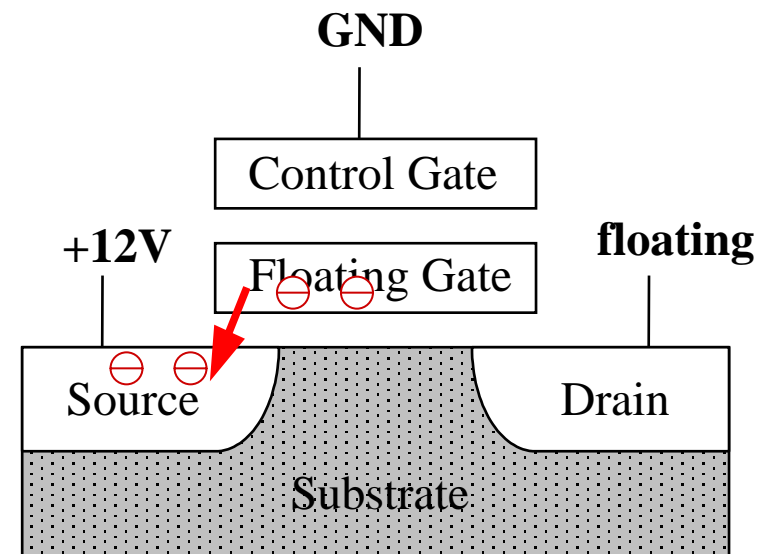 GND
Control Gate
+12V
floating
Floating Gate
Source
Drain
Substrate